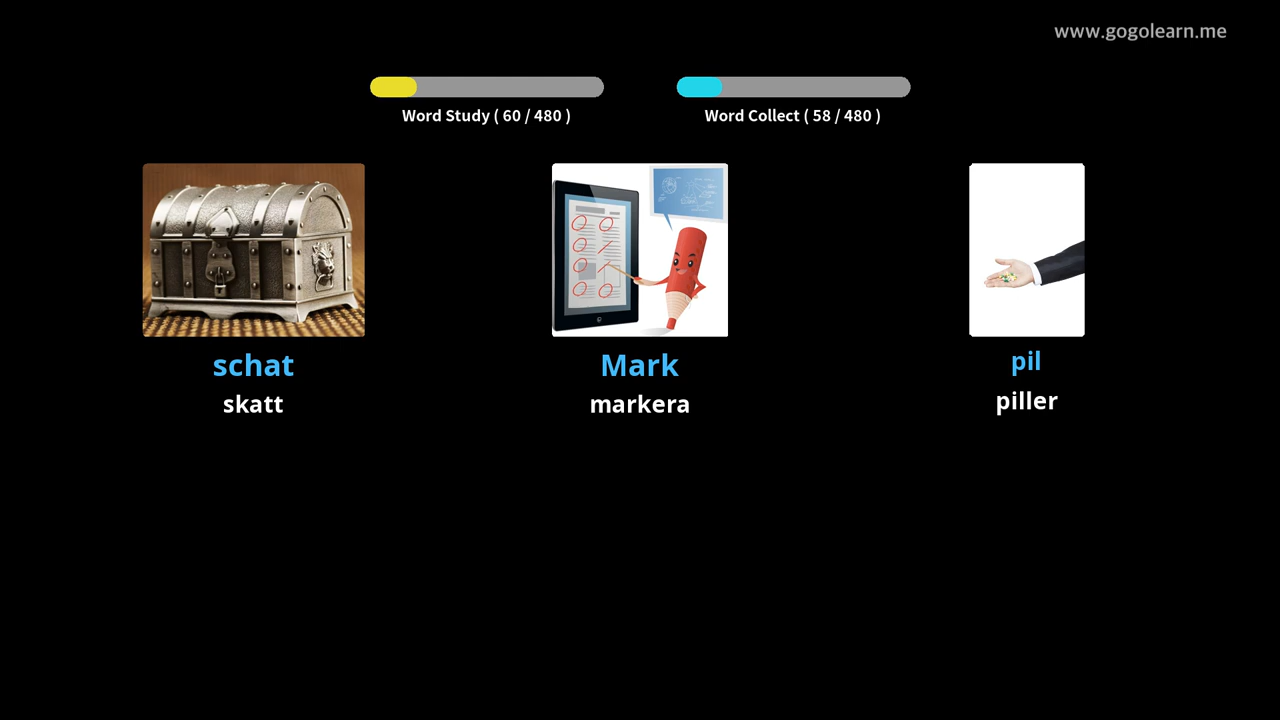 www.gogolearn.me
Word Study ( 60 / 480 )
Word Collect ( 58 / 480 )
schat
skatt
Mark
markera
pil
piller